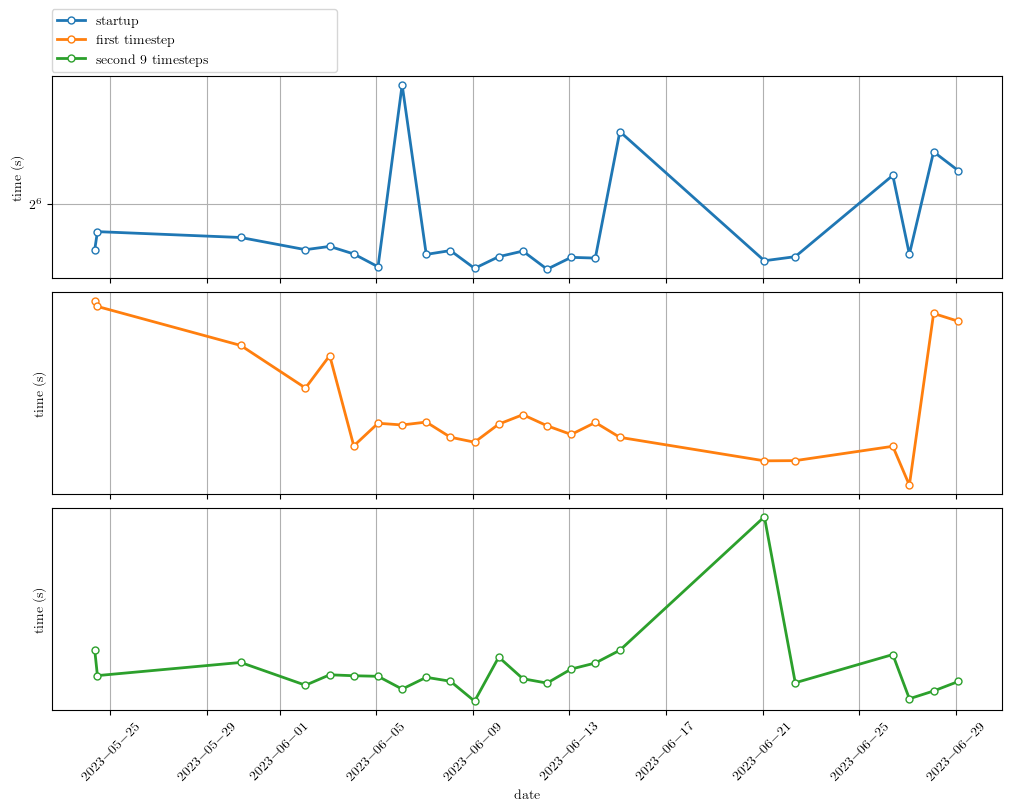 startup
first timestep
second 9 timesteps
time (s)
2^6
time (s)
time (s)
2023−05−25
2023−05−29
2023−06−01
2023−06−05
2023−06−09
2023−06−13
2023−06−17
2023−06−21
2023−06−25
2023−06−29
date